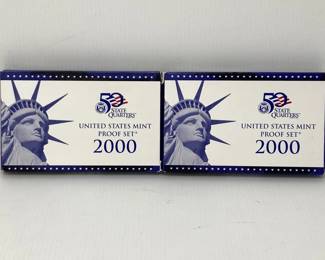 50
STATE
QUARTERS
UNITED STATES MINT
PROOF SET®
2000
50
STATE
QUARTERS
UNITED STATES MINT
PROOF SET®
2000